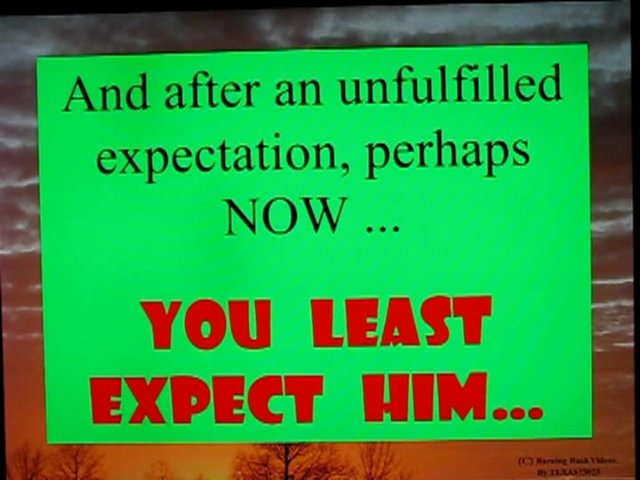 And after an unfulfilled
expectation, perhaps
NOW ...
YOU LEAST
EXPECT HIM...
(C) Burning Bush Videos.